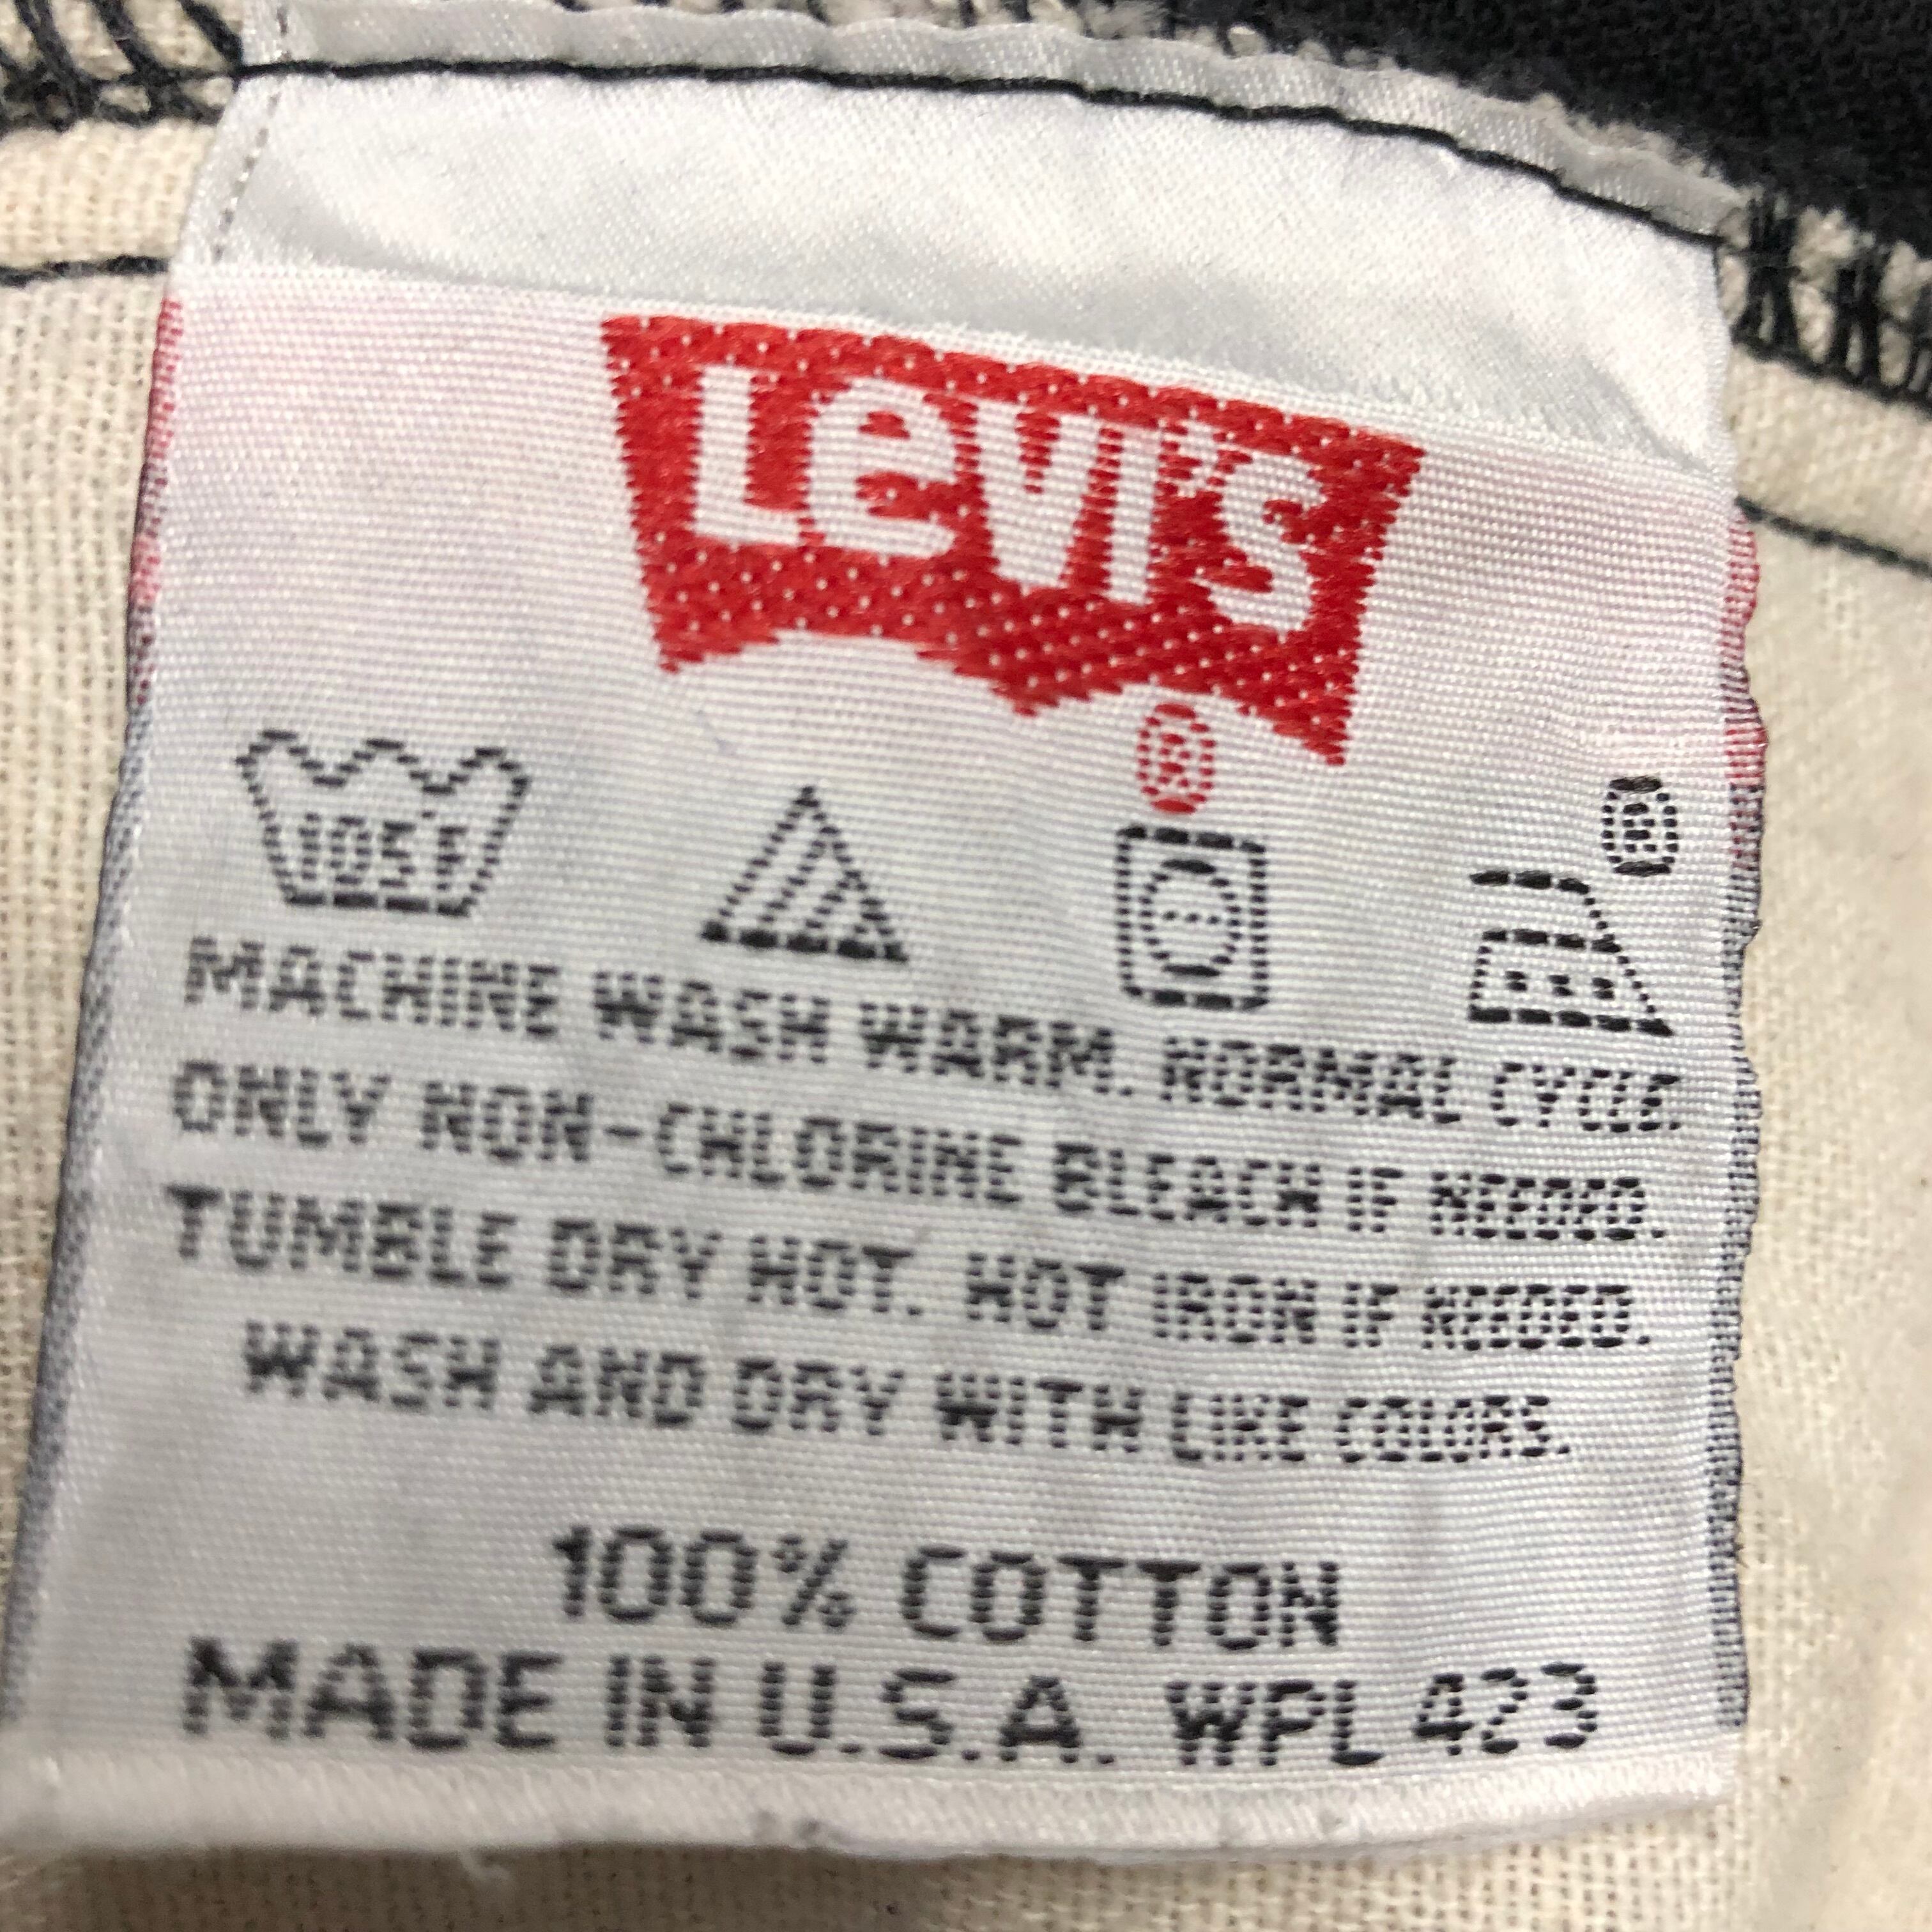 Levi's
®
®
105°F
MACHINE WASH WARM. NORMAL CYCLE.
ONLY NON-CHLORINE BLEACH IF NEEDED.
TUMBLE DRY HOT. HOT IRON IF NEEDED.
WASH AND DRY WITH LIKE COLORS.
100% COTTON
MADE IN U.S.A. WPL 423